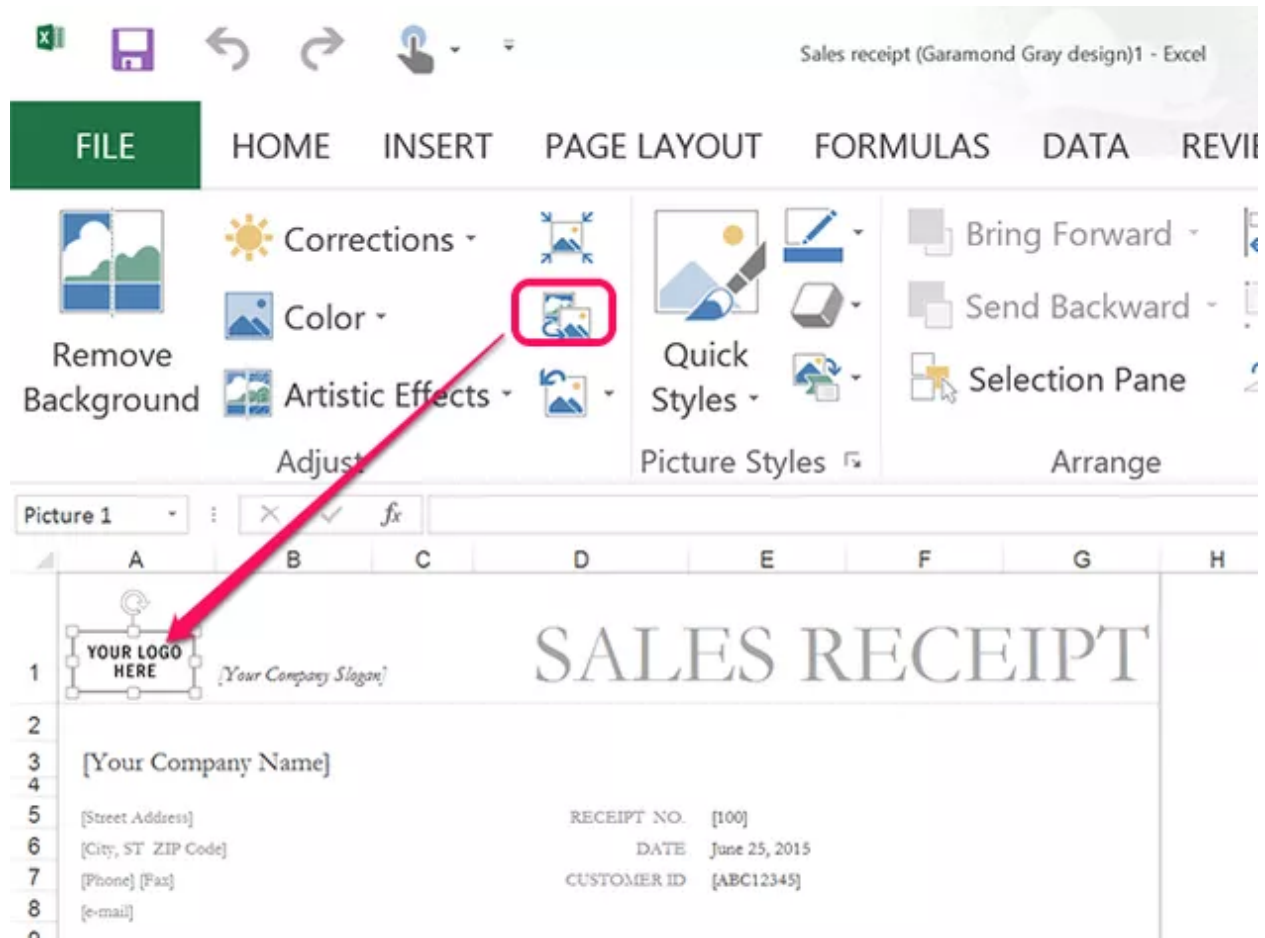 Sales receipt (Garamond Gray design)1 - Excel
FILE HOME INSERT PAGE LAYOUT FORMULAS DATA
Remove Background
Corrections
Color
Artistic Effects
Adjust
Quick Styles
Picture Styles
Bring Forward
Send Backward
Selection Pane
Arrange
Picture 1 fx
A B C D E F G H
1 YOUR LOGO
HERE
[Your Company Slogan]
SALES RECEIPT
2
3 [Your Company Name]
4
5 [Street Address] RECEIPT NO. [100]
6 [City, ST ZIP Code] DATE June 25, 2015
7 [Phone] [Fax] CUSTOMER ID [ABC12345]
8 [e-mail]